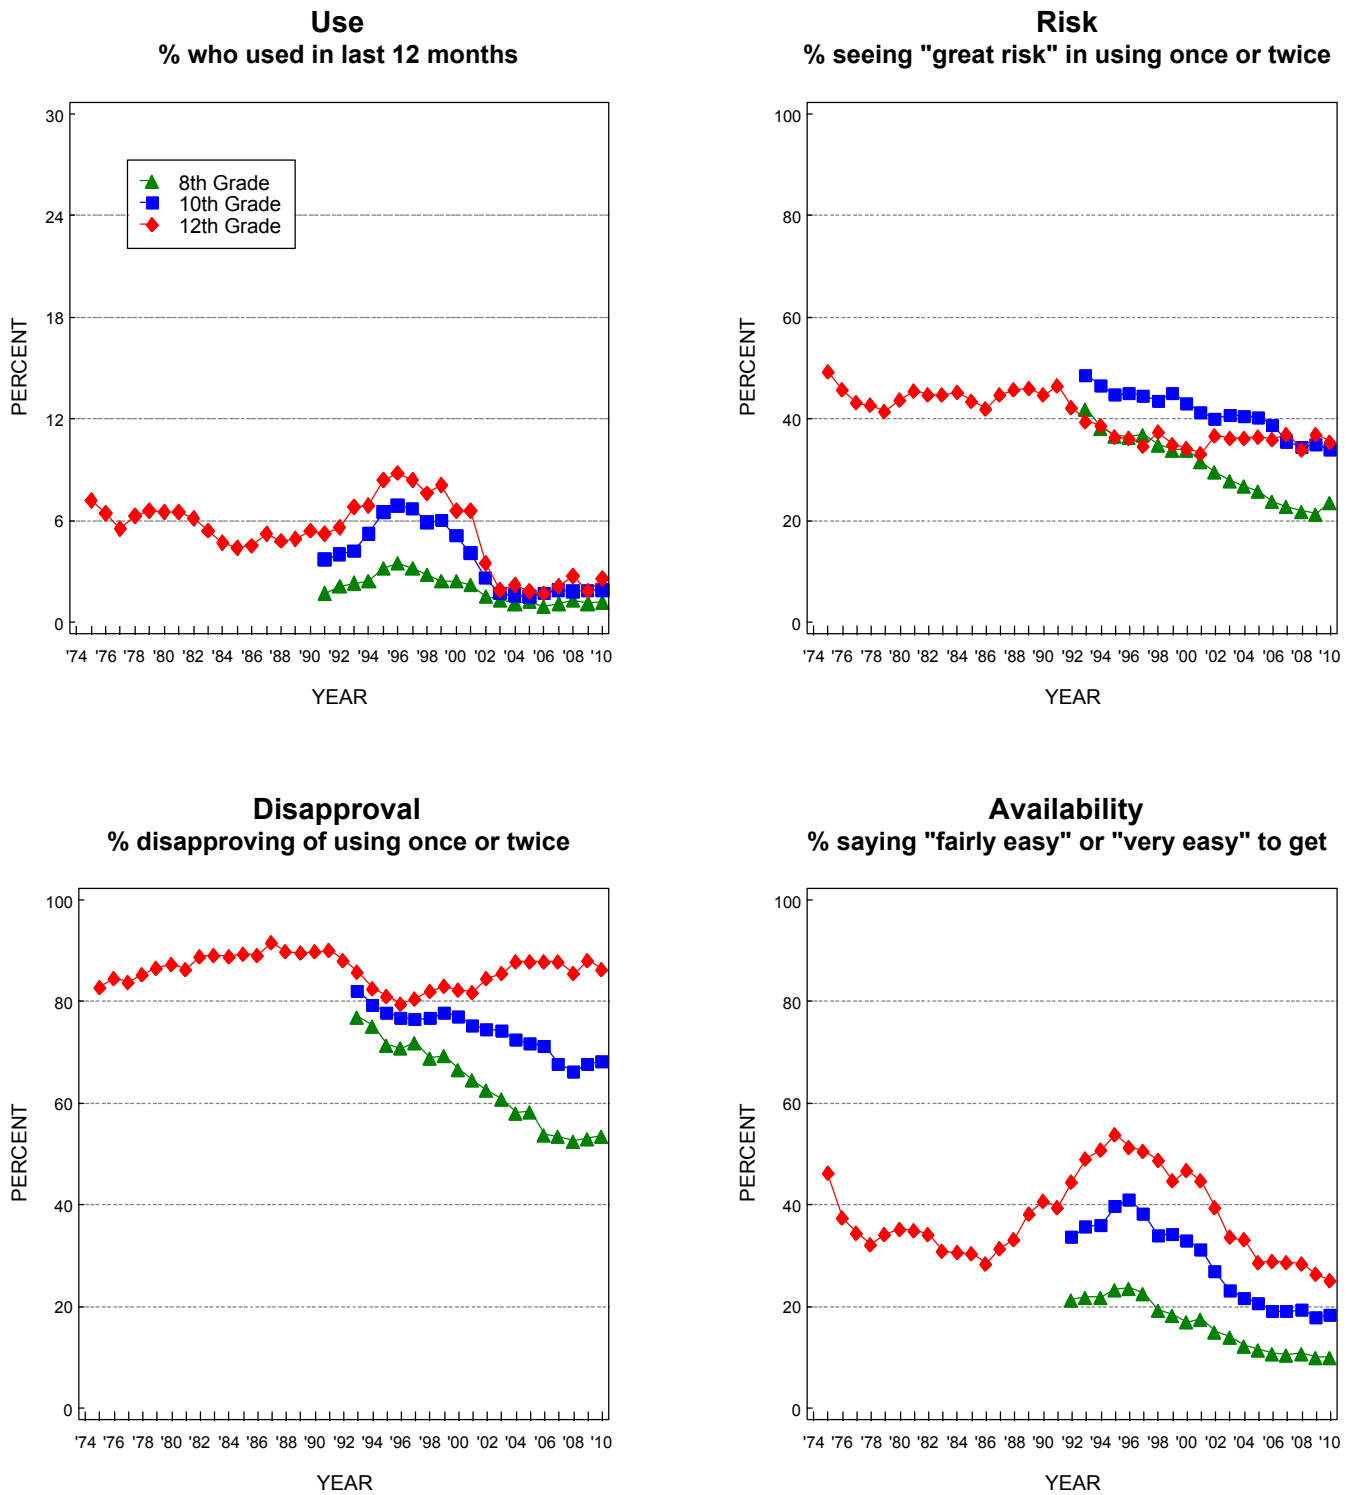 Use
% who used in last 12 months
30
24
18
12
6
0
PERCENT
8th Grade
10th Grade
12th Grade
'74 '76 '78 '80 '82 '84 '86 '88 '90 '92 '94 '96 '98 '00 '02 '04 '06 '08 '10
YEAR
Risk
% seeing "great risk" in using once or twice
100
80
60
40
20
0
PERCENT
'74 '76 '78 '80 '82 '84 '86 '88 '90 '92 '94 '96 '98 '00 '02 '04 '06 '08 '10
YEAR
Disapproval
% disapproving of using once or twice
100
80
60
40
20
0
PERCENT
'74 '76 '78 '80 '82 '84 '86 '88 '90 '92 '94 '96 '98 '00 '02 '04 '06 '08 '10
YEAR
Availability
% saying "fairly easy" or "very easy" to get
100
80
60
40
20
0
PERCENT
'74 '76 '78 '80 '82 '84 '86 '88 '90 '92 '94 '96 '98 '00 '02 '04 '06 '08 '10
YEAR